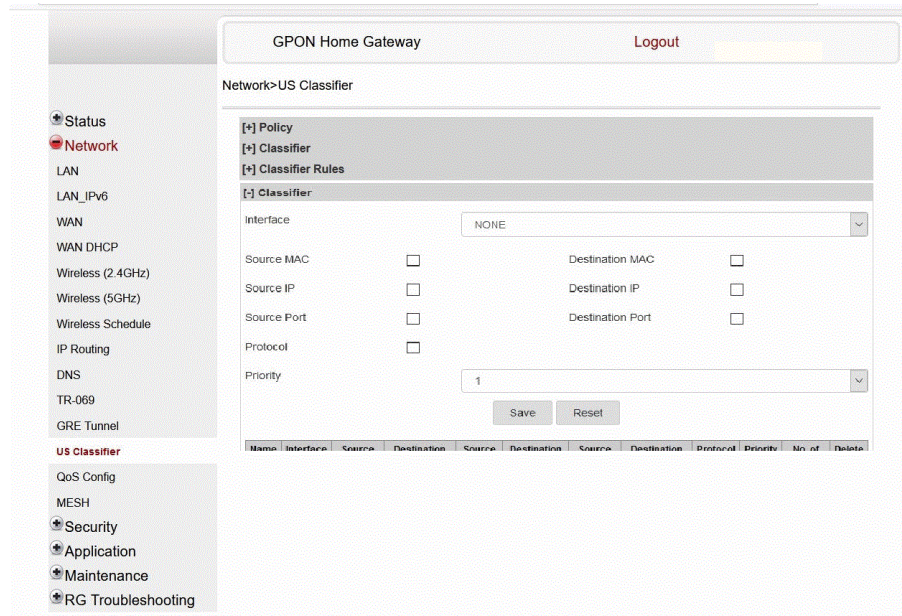 GPON Home Gateway
Logout
Network>US Classifier
Status
Network
LAN
LAN_IPv6
WAN
WAN DHCP
Wireless (2.4GHz)
Wireless (5GHz)
Wireless Schedule
IP Routing
DNS
TR-069
GRE Tunnel
US Classifier
QoS Config
MESH
Security
Application
Maintenance
RG Troubleshooting
[+] Policy
[+] Classifier
[+] Classifier Rules
[-] Classifier
Interface NONE
Source MAC Destination MAC
Source IP Destination IP
Source Port Destination Port
Protocol
Priority 1
Save Reset
Name Interface Source Destination Source Destination Source Destination Protocol Priority No. of Delete